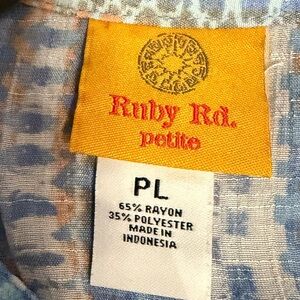 Ruby Rd.
petite
PL
65% RAYON
35% POLYESTER
MADE IN
INDONESIA